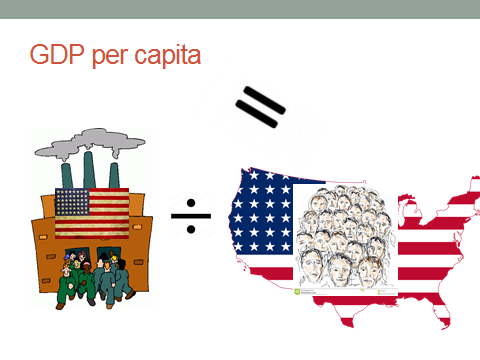 GDP per capita
=
÷